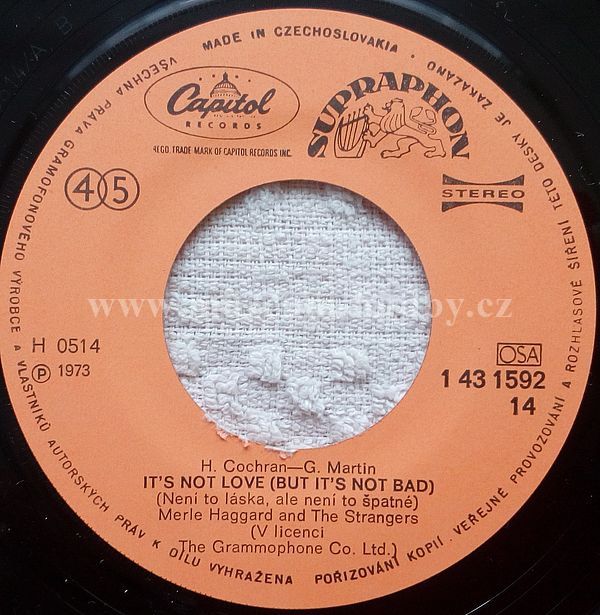 VŠECHNA PRÁVA GRAMOFONOVÉHO VÝROBCE A VLASTNÍKŮ AUTORSKÝCH PRÁV K DÍLU VYHRAŽENA
MADE IN CZECHOSLOVAKIA •
POŘIZOVÁNÍ KOPIÍ, VEŘEJNÉ PROVOZOVÁNÍ A ROZHLASOVÉ ŠÍŘENÍ TÉTO DESKY JE ZAKÁZÁNO
Capitol
RECORDS
REG'D. TRADE MARK OF CAPITOL RECORDS INC.
SUPRAPHON
45
STEREO
H 0514
℗ 1973
OSA
1 43 1592
14
H. Cochran—G. Martin
IT'S NOT LOVE (BUT IT'S NOT BAD)
(Není to láska, ale není to špatné)
Merle Haggard and The Strangers
(V licenci
The Grammophone Co. Ltd.)